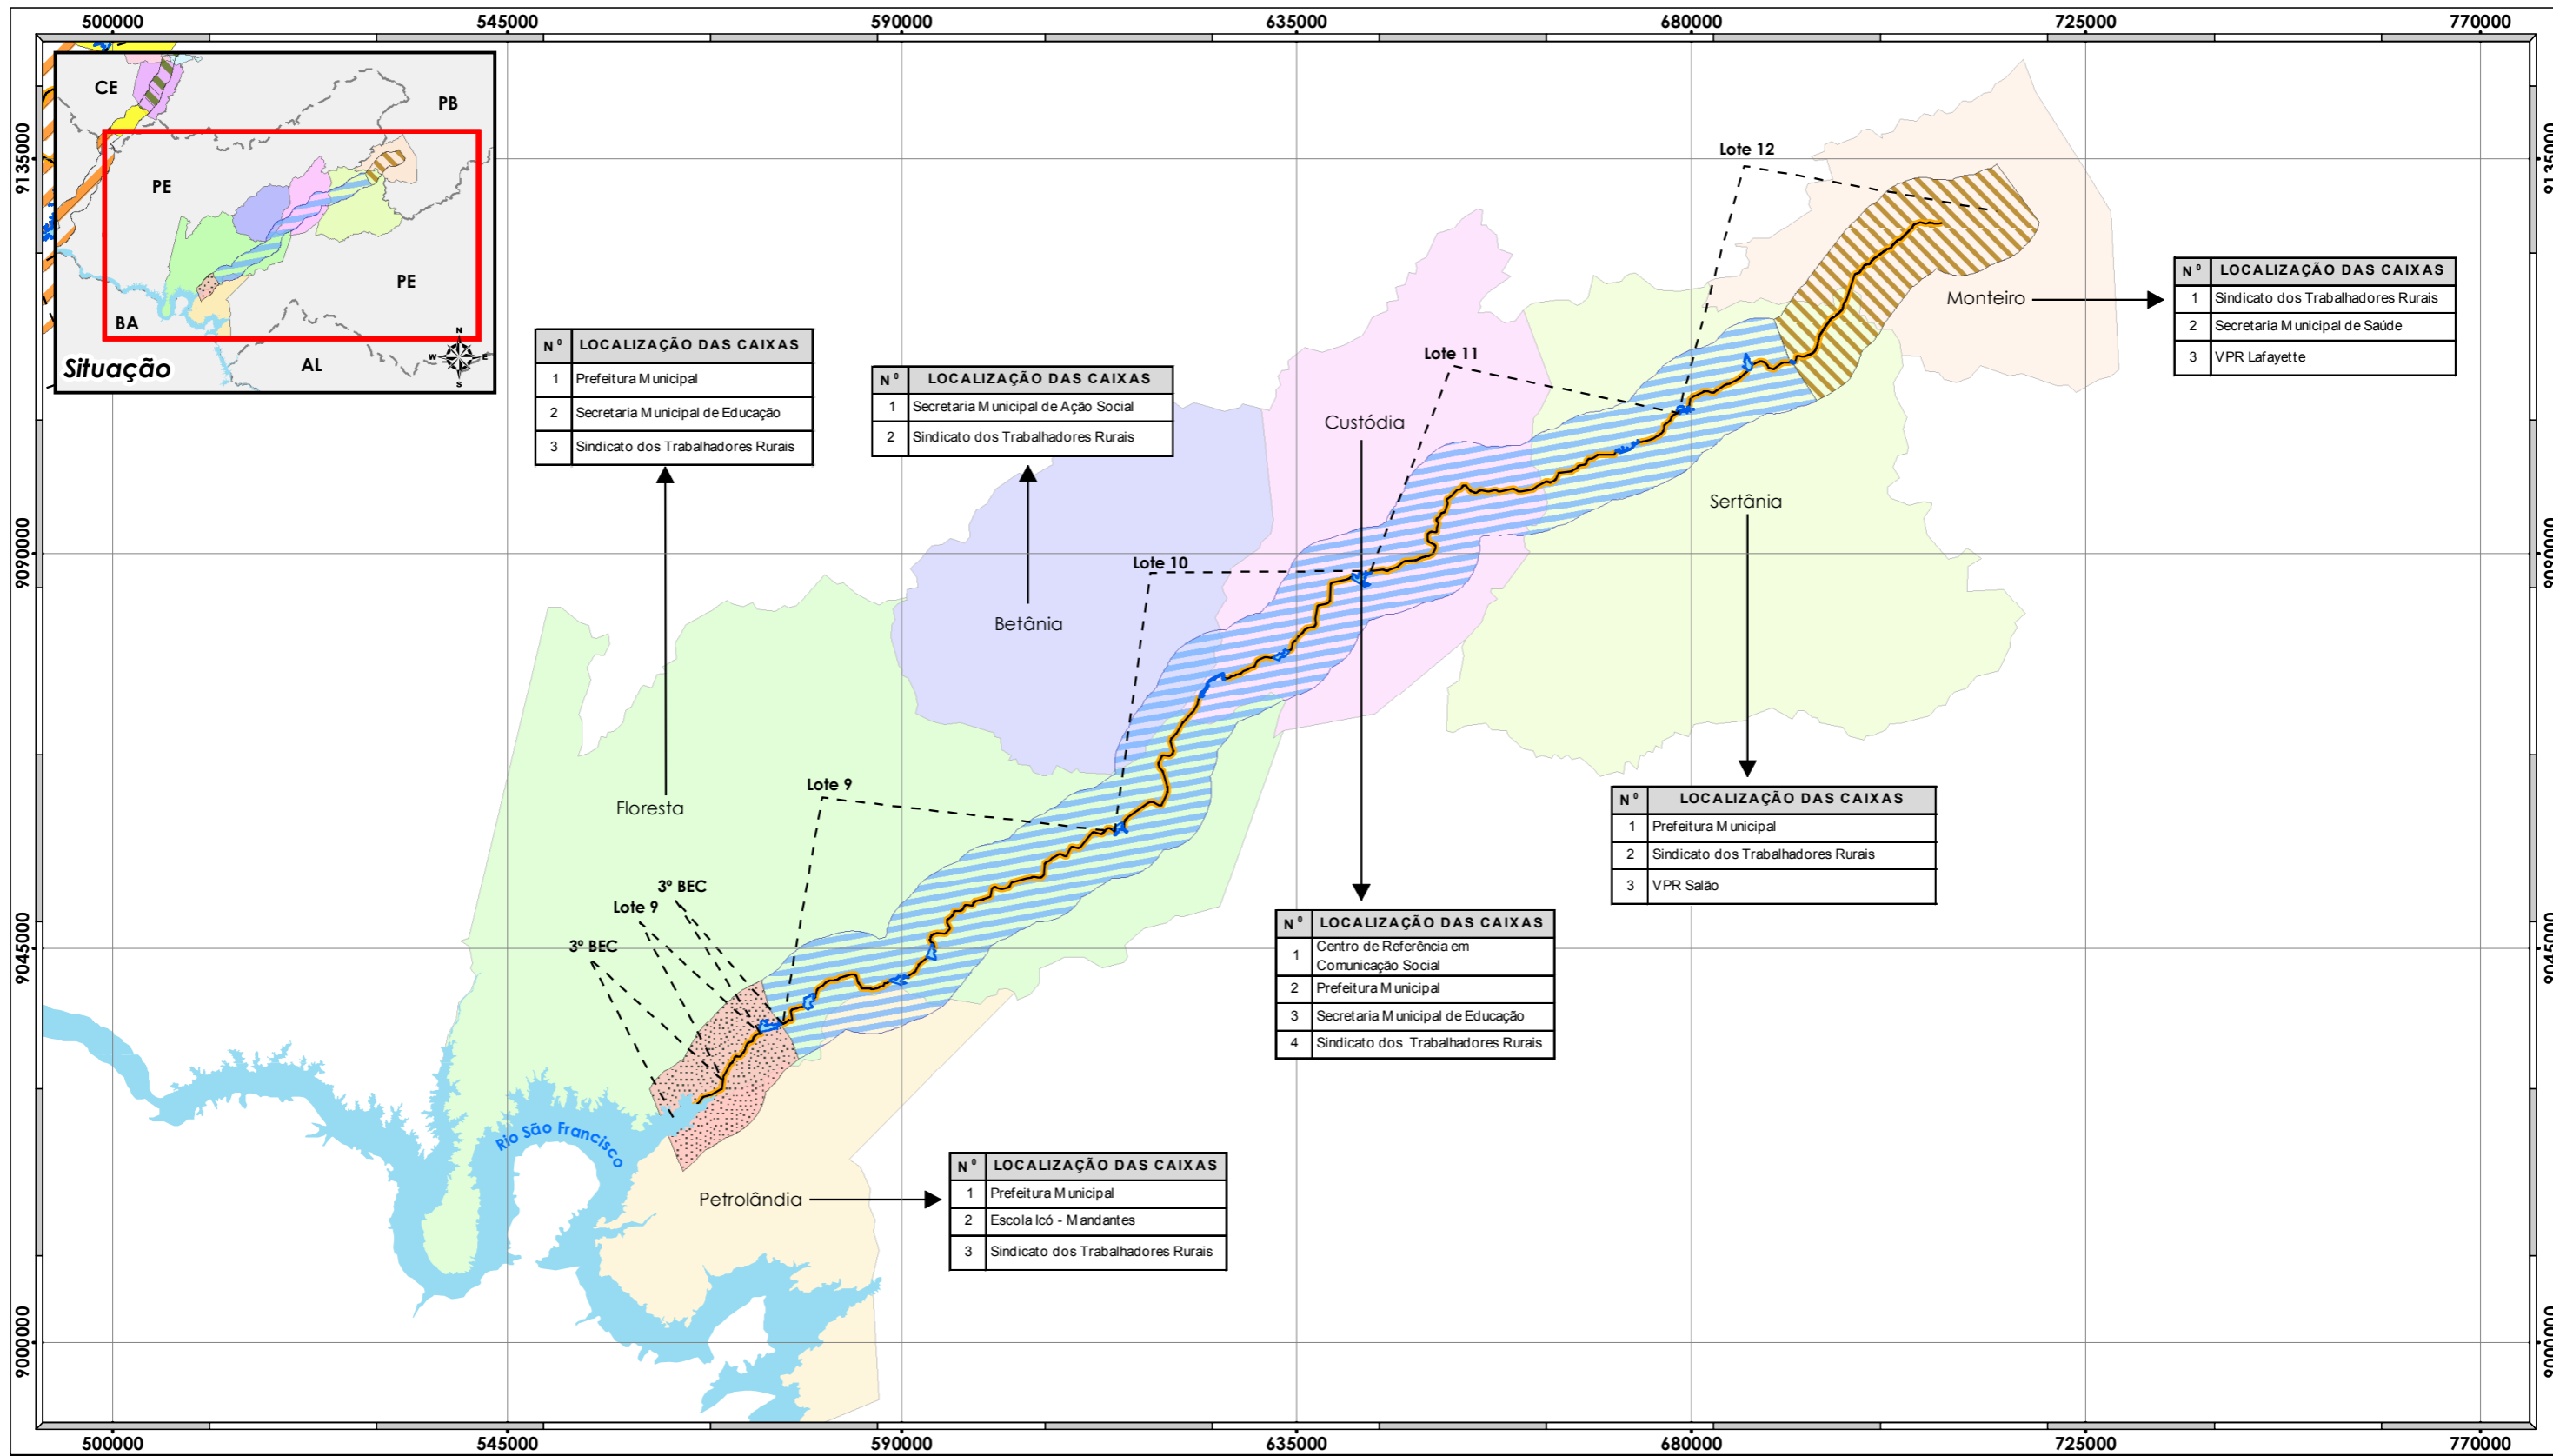 500000 545000 590000 635000 680000 725000 770000
9135000
9090000
9045000
9000000
9135000
9090000
9045000
9000000
CE
PB
PE
PE
BA
AL
Situação
N
W E
S
Lote 12
Monteiro
Nº LOCALIZAÇÃO DAS CAIXAS
1 Sindicato dos Trabalhadores Rurais
2 Secretaria Municipal de Saúde
3 VPR Lafayette
Nº LOCALIZAÇÃO DAS CAIXAS
1 Prefeitura Municipal
2 Secretaria Municipal de Educação
3 Sindicato dos Trabalhadores Rurais
Nº LOCALIZAÇÃO DAS CAIXAS
1 Secretaria Municipal de Ação Social
2 Sindicato dos Trabalhadores Rurais
Lote 11
Custódia
Sertânia
Lote 10
Betânia
Lote 9
Floresta
Nº LOCALIZAÇÃO DAS CAIXAS
1 Prefeitura Municipal
2 Sindicato dos Trabalhadores Rurais
3 VPR Salão
3º BEC
Lote 9
3º BEC
Nº LOCALIZAÇÃO DAS CAIXAS
1 Centro de Referência em
Comunicação Social
2 Prefeitura Municipal
3 Secretaria Municipal de Educação
4 Sindicato dos Trabalhadores Rurais
Rio São Francisco
Petrolândia
Nº LOCALIZAÇÃO DAS CAIXAS
1 Prefeitura Municipal
2 Escola Icó - Mandantes
3 Sindicato dos Trabalhadores Rurais
500000 545000 590000 635000 680000 725000 770000